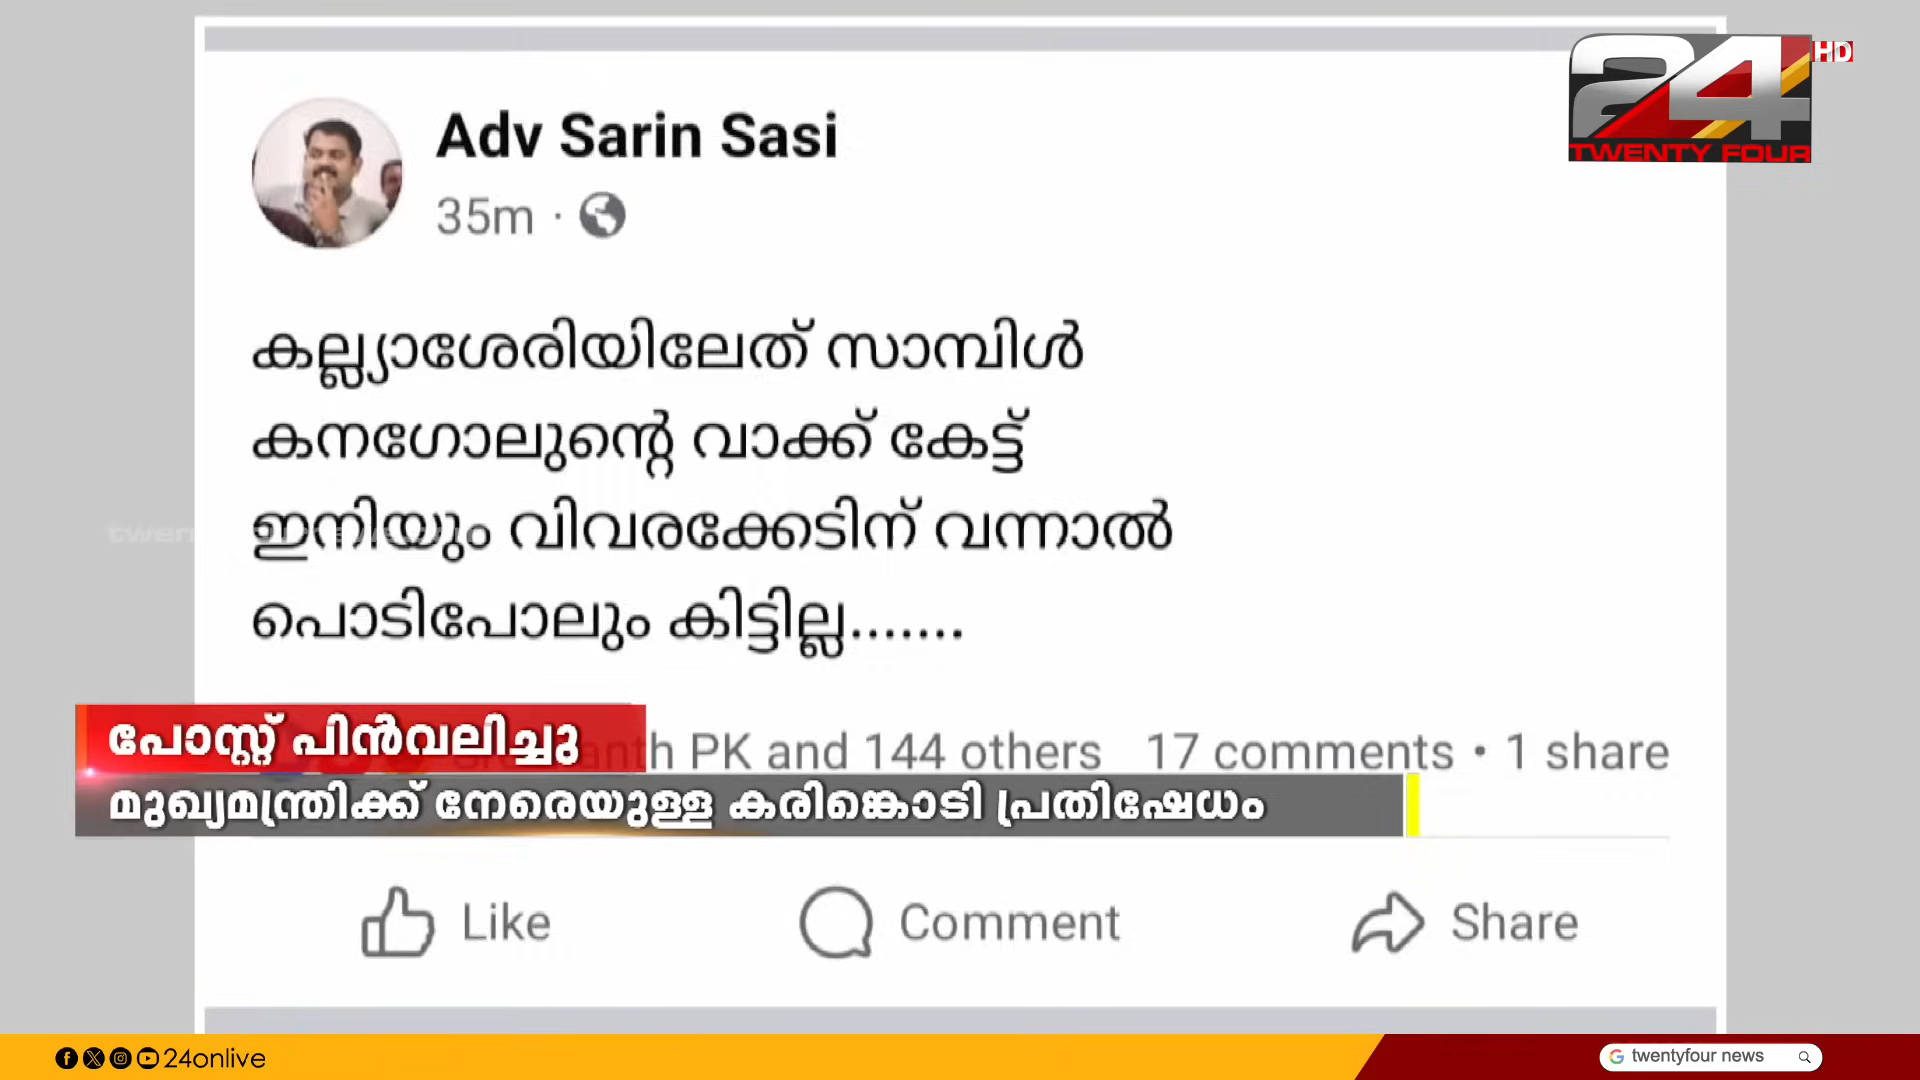 24 HD
TWENTY FOUR
Adv Sarin Sasi
35m ·
കല്ല്യാശേരിയിലേത് സാമ്പിൾ
കനഗോലുന്റെ വാക്ക് കേട്ട്
ഇനിയും വിവരക്കേടിന് വന്നാൽ
പൊടിപോലും കിട്ടില്ല.......
പോസ്റ്റ് പിൻവലിച്ചു
PK and 144 others 17 comments • 1 share
മുഖ്യമന്ത്രിക്ക് നേരെയുള്ള കരിങ്കൊടി പ്രതിഷേധം
Like Comment Share
24onlive
twentyfour news